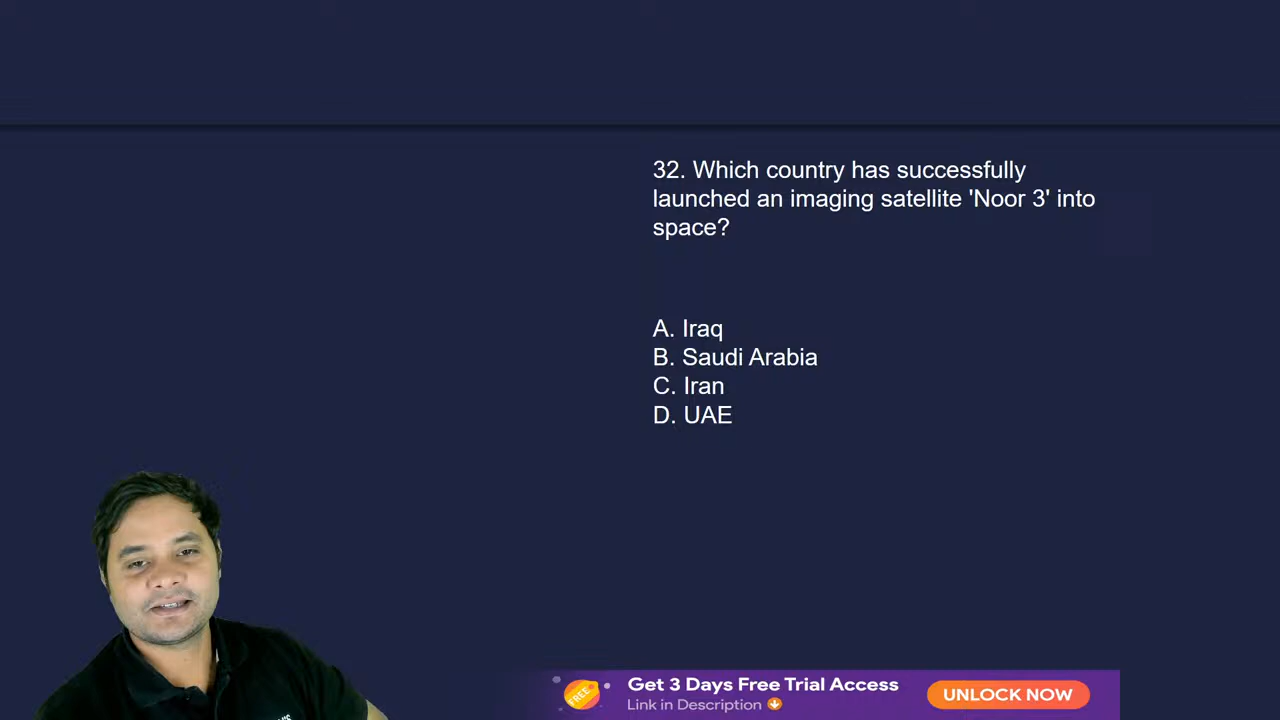 32. Which country has successfully
launched an imaging satellite 'Noor 3' into
space?
A. Iraq
B. Saudi Arabia
C. Iran
D. UAE
FREE
Get 3 Days Free Trial Access
Link in Description
UNLOCK NOW